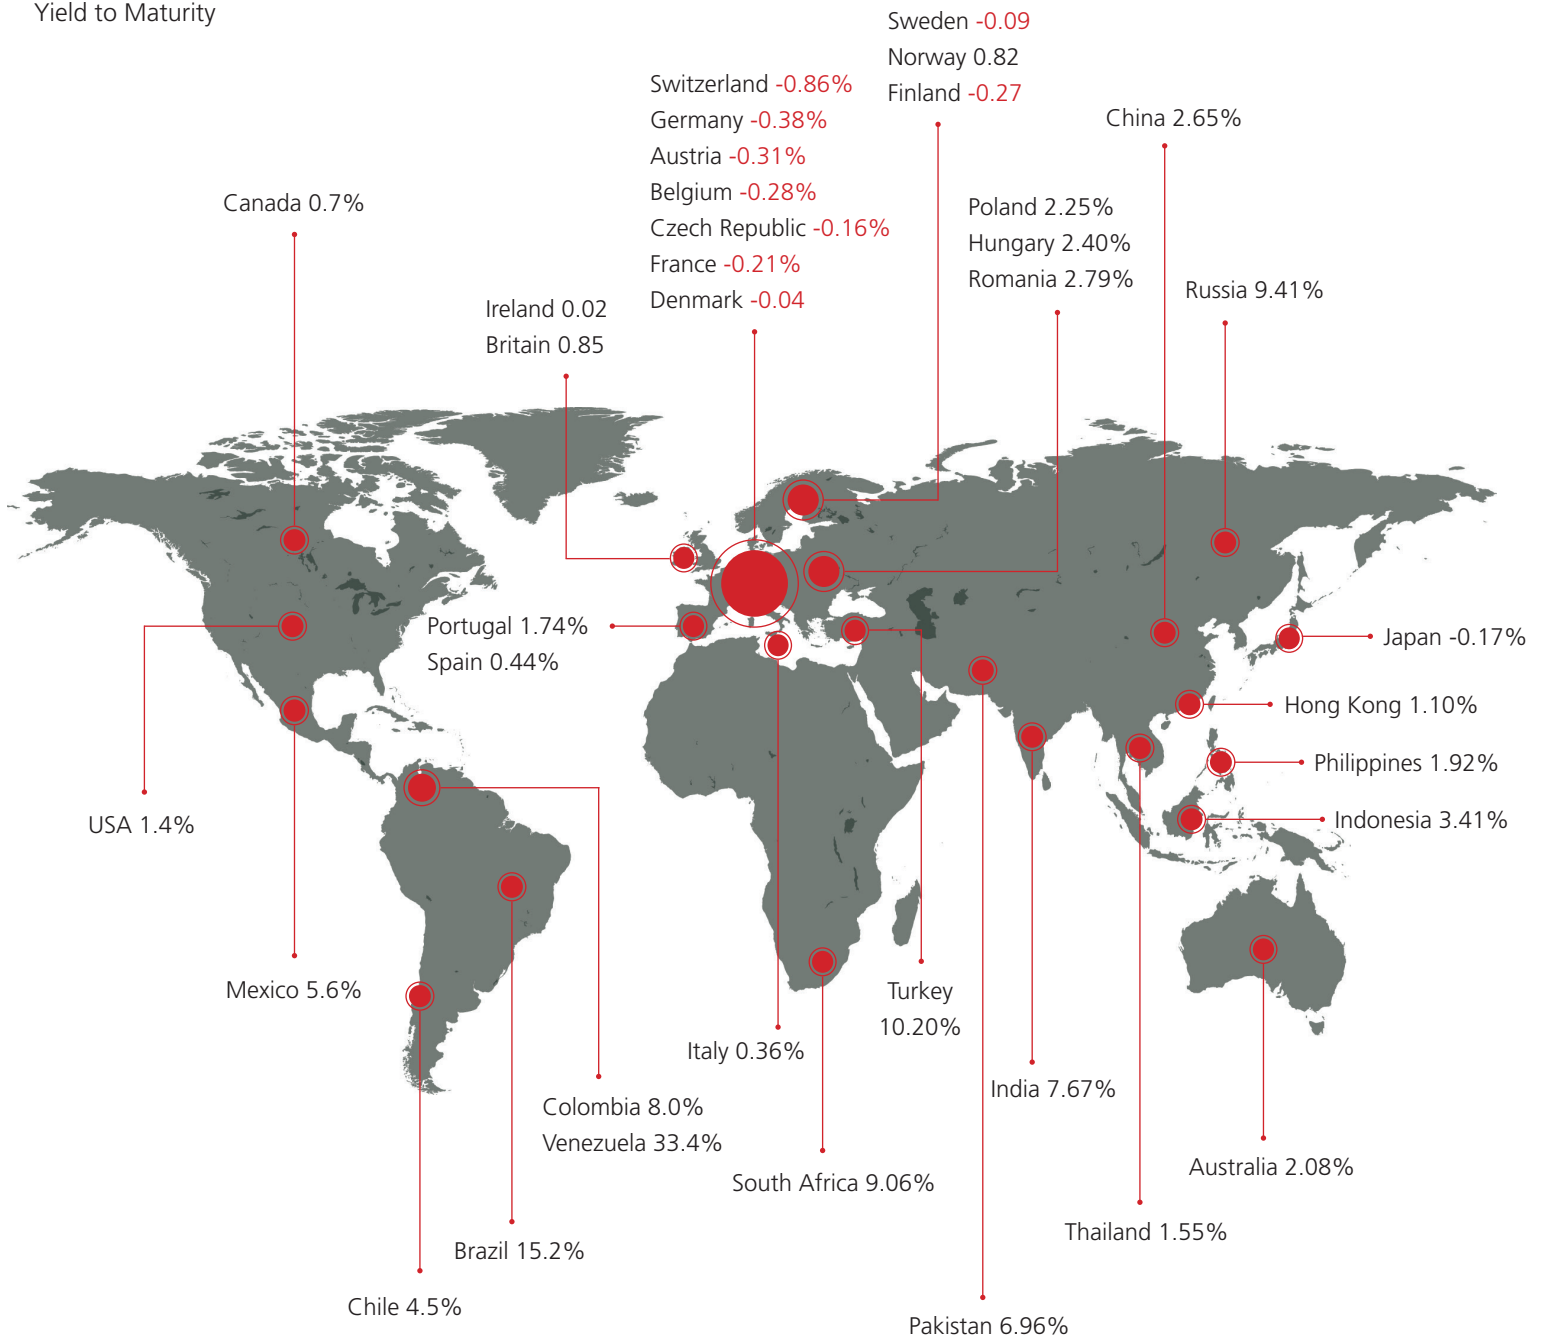 Yield to Maturity
Sweden -0.09
Norway 0.82
Finland -0.27
Switzerland -0.86%
Germany -0.38%
Austria -0.31%
Belgium -0.28%
Czech Republic -0.16%
France -0.21%
Denmark -0.04
China 2.65%
Canada 0.7%
Poland 2.25%
Hungary 2.40%
Romania 2.79%
Russia 9.41%
Ireland 0.02
Britain 0.85
Portugal 1.74%
Spain 0.44%
Japan -0.17%
Hong Kong 1.10%
Philippines 1.92%
Indonesia 3.41%
USA 1.4%
Mexico 5.6%
Turkey
10.20%
Italy 0.36%
India 7.67%
Colombia 8.0%
Venezuela 33.4%
South Africa 9.06%
Australia 2.08%
Thailand 1.55%
Brazil 15.2%
Chile 4.5%
Pakistan 6.96%